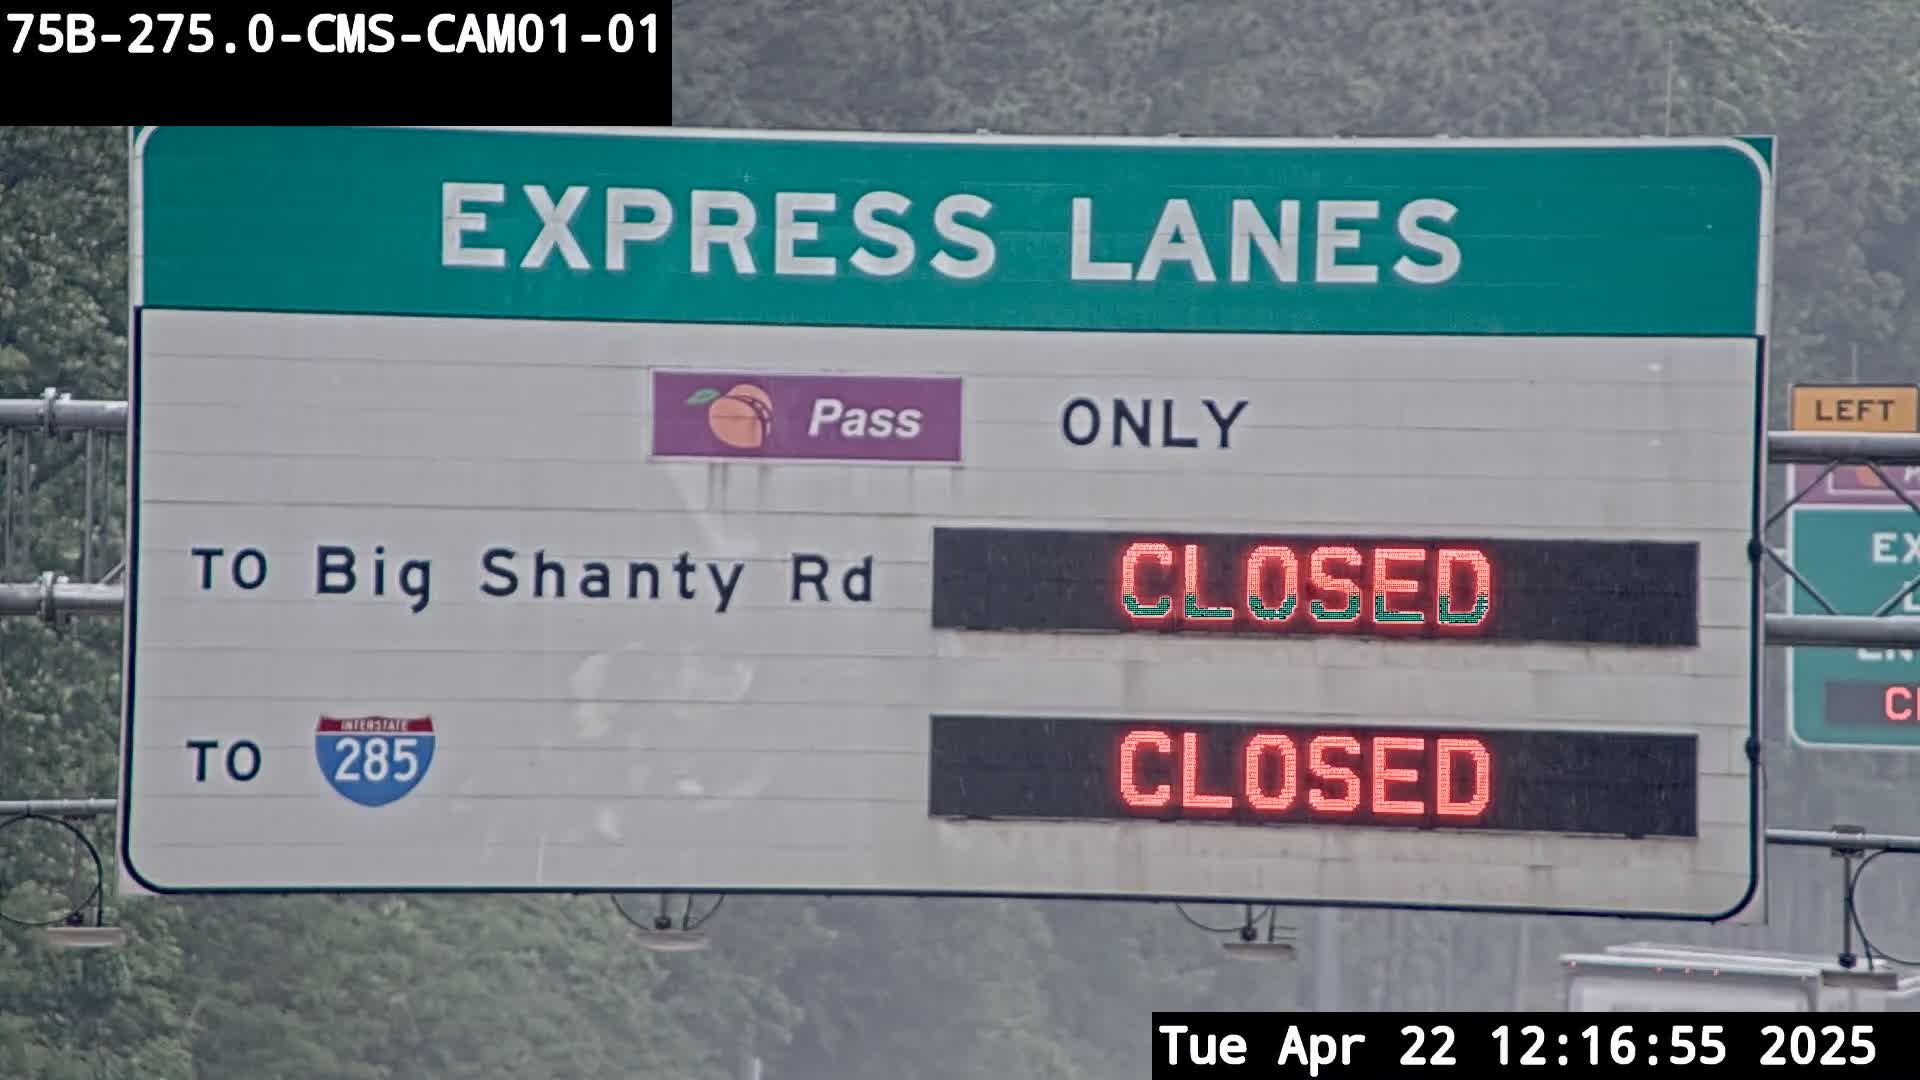 75B-275.0-CMS-CAM01-01
EXPRESS LANES
Pass ONLY
TO Big Shanty Rd CLOSED
TO INTERSTATE 285 CLOSED
LEFT
Tue Apr 22 12:16:55 2025